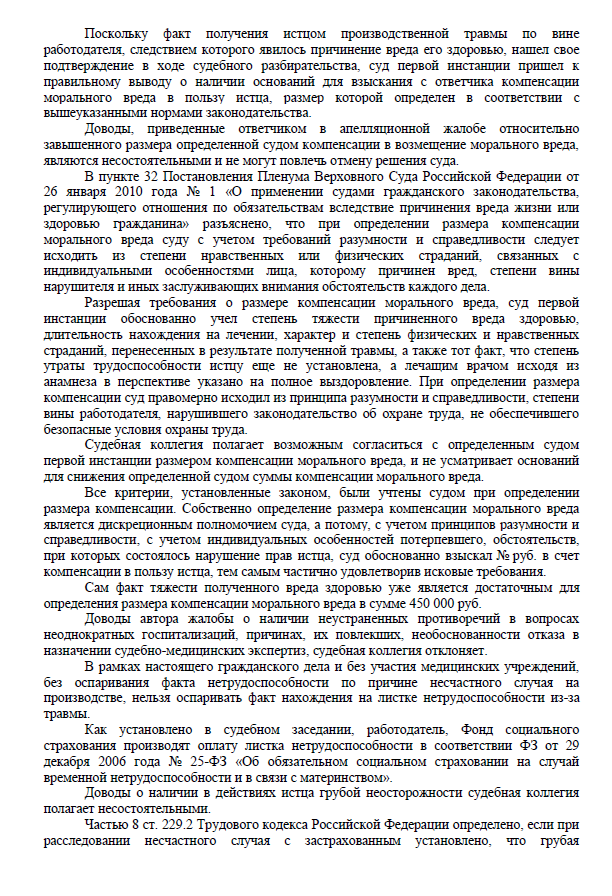 Поскольку факт получения истцом производственной травмы по вине
работодателя, следствием которого явилось причинение вреда его здоровью, нашел свое
подтверждение в ходе судебного разбирательства, суд первой инстанции пришел к
правильному выводу о наличии оснований для взыскания с ответчика компенсации
морального вреда в пользу истца, размер которой определен в соответствии с
вышеуказанными нормами законодательства.
Доводы, приведенные ответчиком в апелляционной жалобе относительно
завышенного размера определенной судом компенсации в возмещение морального вреда,
являются несостоятельными и не могут повлечь отмену решения суда.
В пункте 32 Постановления Пленума Верховного Суда Российской Федерации от
26 января 2010 года № 1 «О применении судами гражданского законодательства,
регулирующего отношения по обязательствам вследствие причинения вреда жизни или
здоровью гражданина» разъяснено, что при определении размера компенсации
морального вреда суду с учетом требований разумности и справедливости следует
исходить из степени нравственных или физических страданий, связанных с
индивидуальными особенностями лица, которому причинен вред, степени вины
нарушителя и иных заслуживающих внимания обстоятельств каждого дела.
Разрешая требования о размере компенсации морального вреда, суд первой
инстанции обоснованно учел степень тяжести причиненного вреда здоровью,
длительность нахождения на лечении, характер и степень физических и нравственных
страданий, перенесенных в результате полученной травмы, а также тот факт, что степень
утраты трудоспособности истцу еще не установлена, а лечащим врачом исходя из
анамнеза в перспективе указано на полное выздоровление. При определении размера
компенсации суд правомерно исходил из принципа разумности и справедливости, степени
вины работодателя, нарушившего законодательство об охране труда, не обеспечившего
безопасные условия охраны труда.
Судебная коллегия полагает возможным согласиться с определенным судом
первой инстанции размером компенсации морального вреда, и не усматривает оснований
для снижения определенной судом суммы компенсации морального вреда.
Все критерии, установленные законом, были учтены судом при определении
размера компенсации. Собственно определение размера компенсации морального вреда
является дискреционным полномочием суда, а потому, с учетом принципов разумности и
справедливости, с учетом индивидуальных особенностей потерпевшего, обстоятельств,
при которых состоялось нарушение прав истца, суд обоснованно взыскал № руб. в счет
компенсации в пользу истца, тем самым частично удовлетворив исковые требования.
Сам факт тяжести полученного вреда здоровью уже является достаточным для
определения размера компенсации морального вреда в сумме 450 000 руб.
Доводы автора жалобы о наличии неустраненных противоречий в вопросах
неоднократных госпитализаций, причинах, их повлекших, необоснованности отказа в
назначении судебно-медицинских экспертиз, судебная коллегия отклоняет.
В рамках настоящего гражданского дела и без участия медицинских учреждений,
без оспаривания факта нетрудоспособности по причине несчастного случая на
производстве, нельзя оспаривать факт нахождения на листке нетрудоспособности из-за
травмы.
Как установлено в судебном заседании, работодатель, Фонд социального
страхования производят оплату листка нетрудоспособности в соответствии ФЗ от 29
декабря 2006 года № 25-ФЗ «Об обязательном социальном страховании на случай
временной нетрудоспособности и в связи с материнством».
Доводы о наличии в действиях истца грубой неосторожности судебная коллегия
полагает несостоятельными.
Частью 8 ст. 229.2 Трудового кодекса Российской Федерации определено, если при
расследовании несчастного случая с застрахованным установлено, что грубая